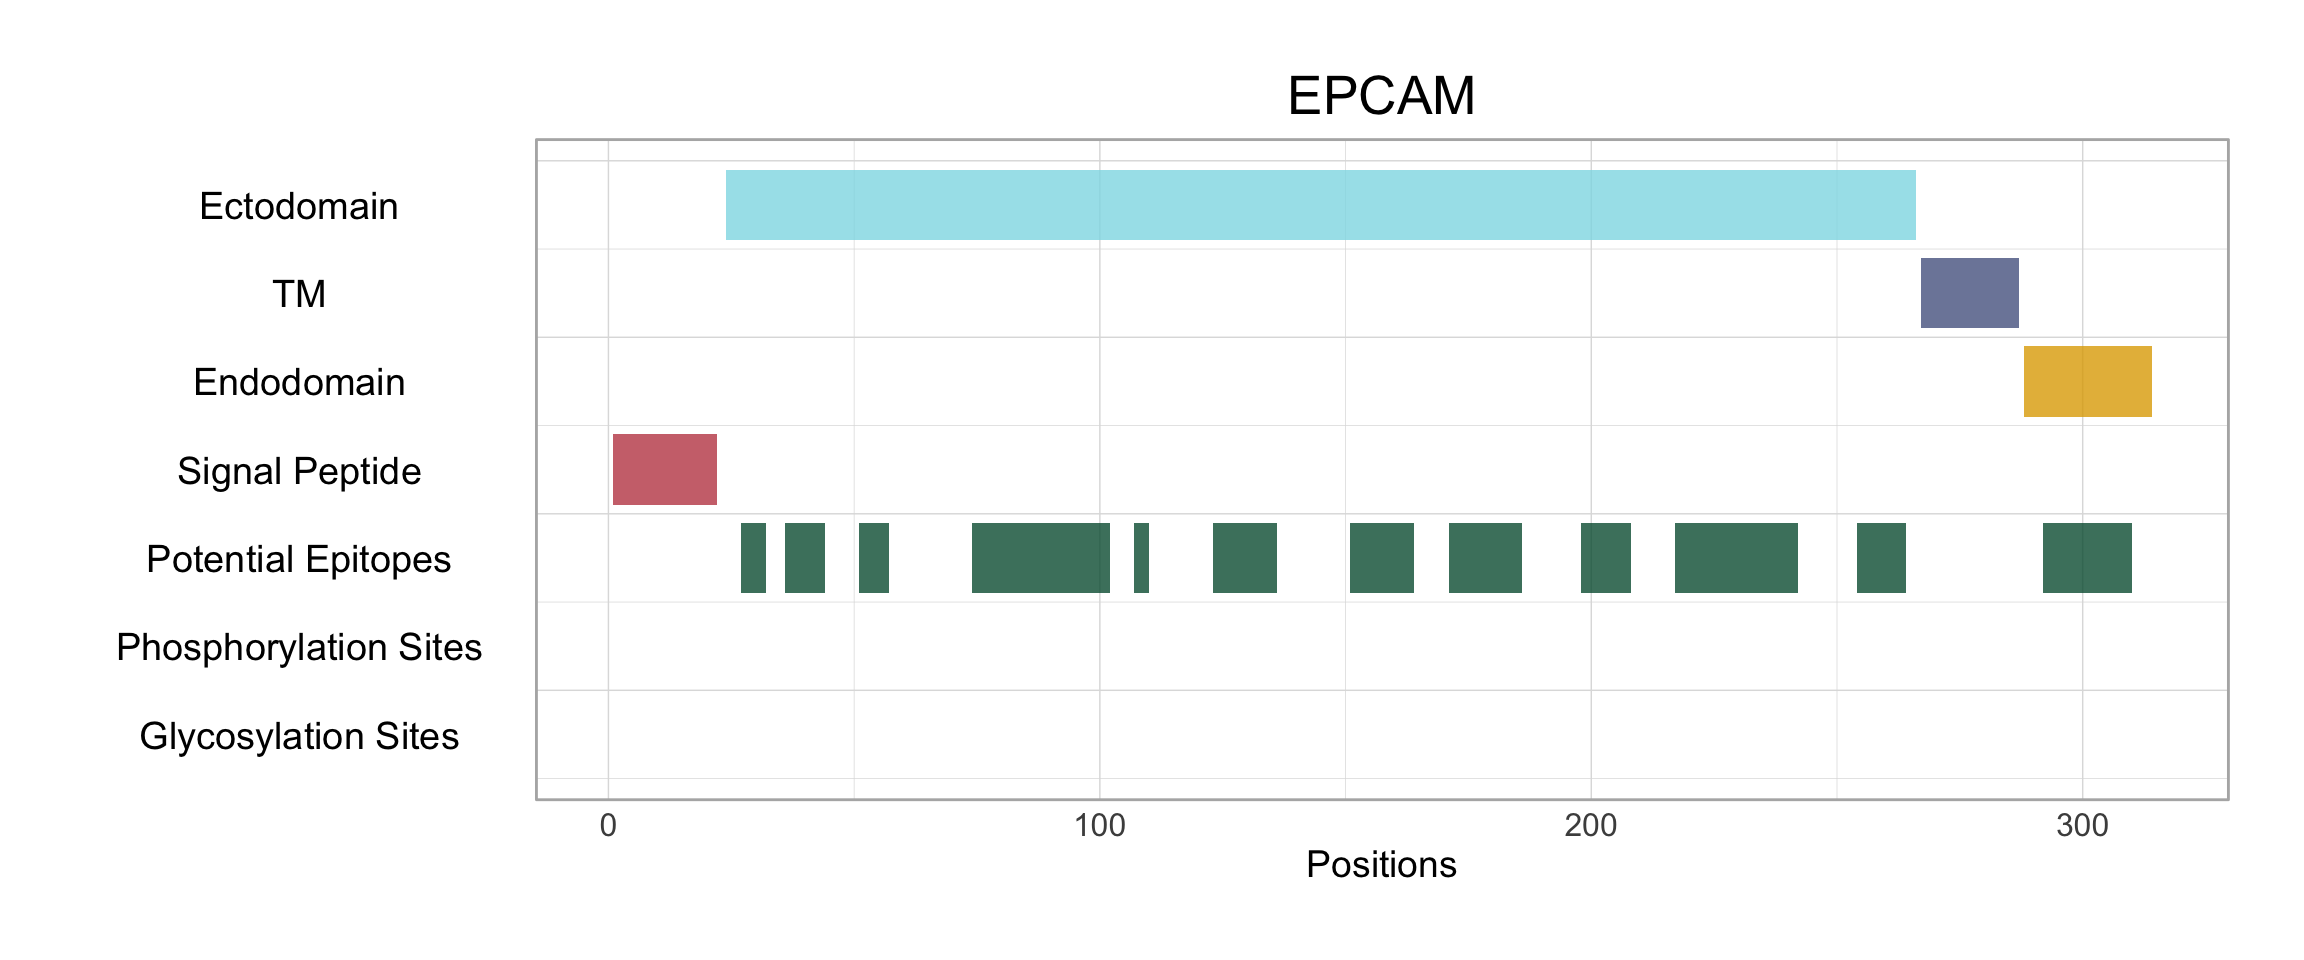 EPCAM
Ectodomain
TM
Endodomain
Signal Peptide
Potential Epitopes
Phosphorylation Sites
Glycosylation Sites
0 100 200 300
Positions